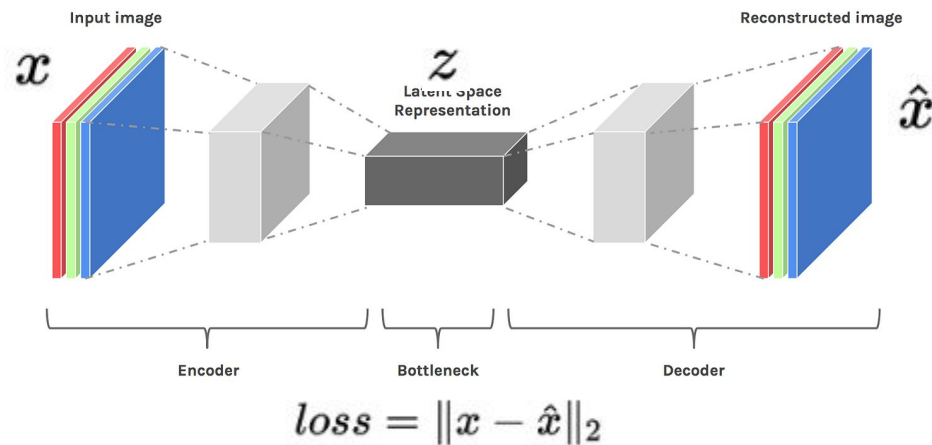 Input image
Reconstructed image
x
z
Latent Space
Representation
x̂
Encoder
Bottleneck
Decoder
loss = ‖x − x̂‖₂